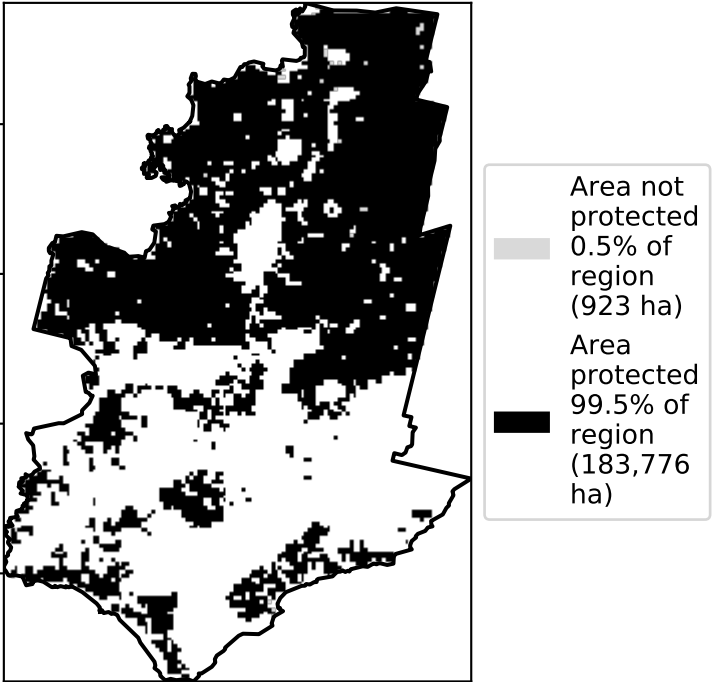 Area not
protected
0.5% of
region
(923 ha)
Area
protected
99.5% of
region
(183,776
ha)